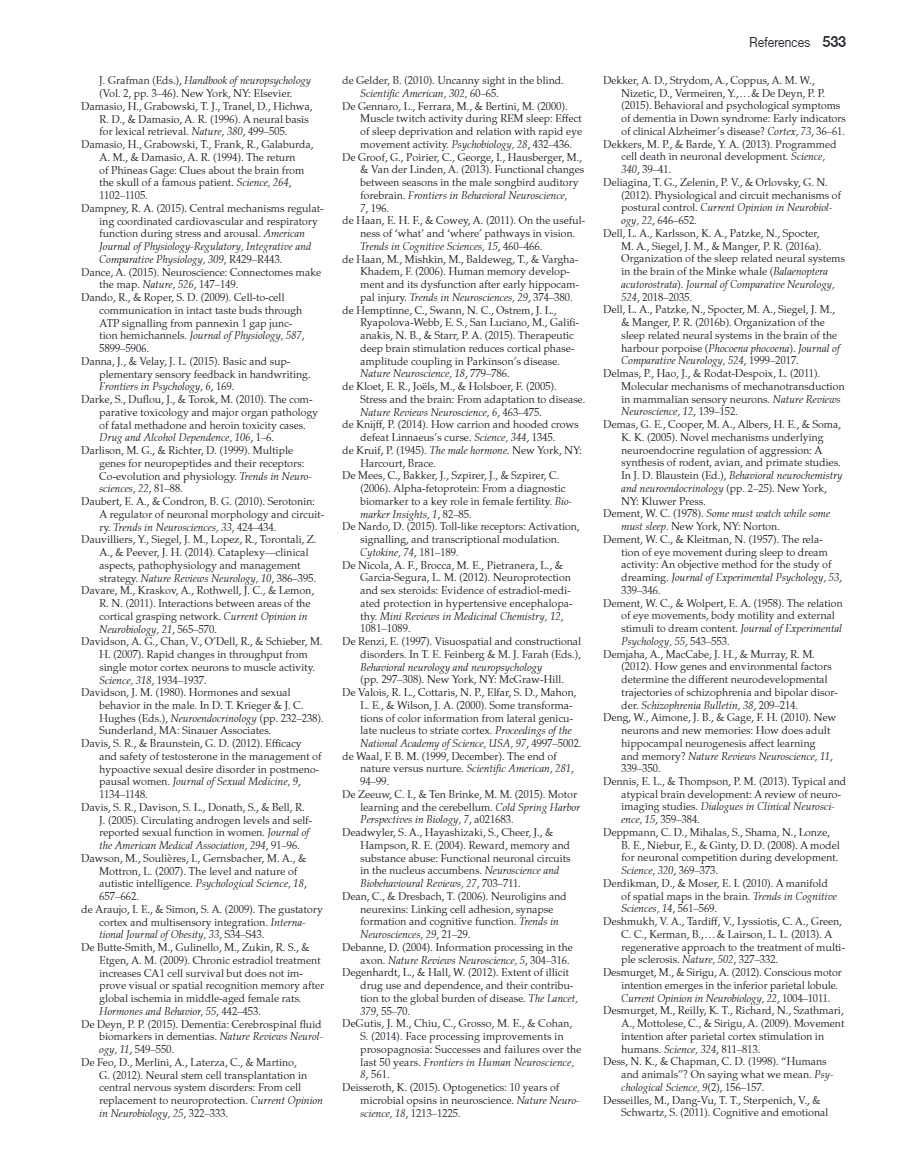 References 533
J. Grafman (Eds.), Handbook of neuropsychology
(Vol. 2, pp. 3–46). New York, NY: Elsevier.
Damasio, H., Grabowski, T. J., Tranel, D., Hichwa,
R. D., & Damasio, A. R. (1996). A neural basis
for lexical retrieval. Nature, 380, 499–505.
Damasio, H., Grabowski, T., Frank, R., Galaburda,
A. M., & Damasio, A. R. (1994). The return
of Phineas Gage: Clues about the brain from
the skull of a famous patient. Science, 264,
1102–1105.
Dampney, R. A. (2015). Central mechanisms regulat-
ing coordinated cardiovascular and respiratory
function during stress and arousal. American
Journal of Physiology-Regulatory, Integrative and
Comparative Physiology, 309, R429–R443.
Dance, A. (2015). Neuroscience: Connectomes make
the map. Nature, 526, 147–149.
Dando, R., & Roper, S. D. (2009). Cell-to-cell
communication in intact taste buds through
ATP signalling from pannexin 1 gap junc-
tion hemichannels. Journal of Physiology, 587,
5899–5906.
Danna, J., & Velay, J. L. (2015). Basic and sup-
plementary sensory feedback in handwriting.
Frontiers in Psychology, 6, 169.
Darke, S., Duflou, J., & Torok, M. (2010). The com-
parative toxicology and major organ pathology
of fatal methadone and heroin toxicity cases.
Drug and Alcohol Dependence, 106, 1–6.
Darlison, M. G., & Richter, D. (1999). Multiple
genes for neuropeptides and their receptors:
Co-evolution and physiology. Trends in Neuro-
sciences, 22, 81–88.
Daubert, E. A., & Condron, B. G. (2010). Serotonin:
A regulator of neuronal morphology and circuit-
ry. Trends in Neurosciences, 33, 424–434.
Dauvilliers, Y., Siegel, J. M., Lopez, R., Torontali, Z.
A., & Peever, J. H. (2014). Cataplexy—clinical
aspects, pathophysiology and management
strategy. Nature Reviews Neurology, 10, 386–395.
Davare, M., Kraskov, A., Rothwell, J. C., & Lemon,
R. N. (2011). Interactions between areas of the
cortical grasping network. Current Opinion in
Neurobiology, 21, 565–570.
Davidson, A. G., Chan, V., O’Dell, R., & Schieber, M.
H. (2007). Rapid changes in throughput from
single motor cortex neurons to muscle activity.
Science, 318, 1934–1937.
Davidson, J. M. (1980). Hormones and sexual
behavior in the male. In D. T. Krieger & J. C.
Hughes (Eds.), Neuroendocrinology (pp. 232–238).
Sunderland, MA: Sinauer Associates.
Davis, S. R., & Braunstein, G. D. (2012). Efficacy
and safety of testosterone in the management of
hypoactive sexual desire disorder in postmeno-
pausal women. Journal of Sexual Medicine, 9,
1134–1148.
Davis, S. R., Davison, S. L., Donath, S., & Bell, R.
J. (2005). Circulating androgen levels and self-
reported sexual function in women. Journal of
the American Medical Association, 294, 91–96.
Dawson, M., Soulières, I., Gernsbacher, M. A., &
Mottron, L. (2007). The level and nature of
autistic intelligence. Psychological Science, 18,
657–662.
de Araujo, I. E., & Simon, S. A. (2009). The gustatory
cortex and multisensory integration. Interna-
tional Journal of Obesity, 33, S34–S43.
De Butte-Smith, M., Gulinello, M., Zukin, R. S., &
Etgen, A. M. (2009). Chronic estradiol treatment
increases CA1 cell survival but does not im-
prove visual or spatial recognition memory after
global ischemia in middle-aged female rats.
Hormones and Behavior, 55, 442–453.
De Deyn, P. P. (2015). Dementia: Cerebrospinal fluid
biomarkers in dementias. Nature Reviews Neurol-
ogy, 11, 549–550.
De Feo, D., Merlini, A., Laterza, C., & Martino,
G. (2012). Neural stem cell transplantation in
central nervous system disorders: From cell
replacement to neuroprotection. Current Opinion
in Neurobiology, 25, 322–333.
de Gelder, B. (2010). Uncanny sight in the blind.
Scientific American, 302, 60–65.
De Gennaro, L., Ferrara, M., & Bertini, M. (2000).
Muscle twitch activity during REM sleep: Effect
of sleep deprivation and relation with rapid eye
movement activity. Psychobiology, 28, 432–436.
De Groof, G., Poirier, C., George, I., Hausberger, M.,
& Van der Linden, A. (2013). Functional changes
between seasons in the male songbird auditory
forebrain. Frontiers in Behavioral Neuroscience,
7, 196.
de Haan, E. H. F., & Cowey, A. (2011). On the useful-
ness of ‘what’ and ‘where’ pathways in vision.
Trends in Cognitive Sciences, 15, 460–466.
de Haan, M., Mishkin, M., Baldeweg, T., & Vargha-
Khadem, F. (2006). Human memory develop-
ment and its dysfunction after early hippocam-
pal injury. Trends in Neurosciences, 29, 374–380.
de Hemptinne, C., Swann, N. C., Ostrem, J. L.,
Ryapolova-Webb, E. S., San Luciano, M., Galifi-
anakis, N. B., & Starr, P. A. (2015). Therapeutic
deep brain stimulation reduces cortical phase-
amplitude coupling in Parkinson’s disease.
Nature Neuroscience, 18, 779–786.
de Kloet, E. R., Joëls, M., & Holsboer, F. (2005).
Stress and the brain: From adaptation to disease.
Nature Reviews Neuroscience, 6, 463–475.
de Knijff, P. (2014). How carrion and hooded crows
defeat Linnaeus’s curse. Science, 344, 1345.
de Kruif, P. (1945). The male hormone. New York, NY:
Harcourt, Brace.
De Mees, C., Bakker, J., Szpirer, J., & Szpirer, C.
(2006). Alpha-fetoprotein: From a diagnostic
biomarker to a key role in female fertility. Bio-
marker Insights, 1, 82–85.
De Nardo, D. (2015). Toll-like receptors: Activation,
signalling, and transcriptional modulation.
Cytokine, 74, 181–189.
De Nicola, A. F., Brocca, M. E., Pietranera, L., &
Garcia-Segura, L. M. (2012). Neuroprotection
and sex steroids: Evidence of estradiol-medi-
ated protection in hypertensive encephalopa-
thy. Mini Reviews in Medicinal Chemistry, 12,
1081–1089.
De Renzi, E. (1997). Visuospatial and constructional
disorders. In T. E. Feinberg & M. J. Farah (Eds.),
Behavioral neurology and neuropsychology
(pp. 297–308). New York, NY: McGraw-Hill.
De Valois, R. L., Cottaris, N. P., Elfar, S. D., Mahon,
L. E., & Wilson, J. A. (2000). Some transforma-
tions of color information from lateral genicu-
late nucleus to striate cortex. Proceedings of the
National Academy of Science, USA, 97, 4997–5002.
de Waal, F. B. M. (1999, December). The end of
nature versus nurture. Scientific American, 281,
94–99.
De Zeeuw, C. I., & Ten Brinke, M. M. (2015). Motor
learning and the cerebellum. Cold Spring Harbor
Perspectives in Biology, 7, a021683.
Deadwyler, S. A., Hayashizaki, S., Cheer, J., &
Hampson, R. E. (2004). Reward, memory and
substance abuse: Functional neuronal circuits
in the nucleus accumbens. Neuroscience and
Biobehavioural Reviews, 27, 703–711.
Dean, C., & Dresbach, T. (2006). Neuroligins and
neurexins: Linking cell adhesion, synapse
formation and cognitive function. Trends in
Neurosciences, 29, 21–29.
Debanne, D. (2004). Information processing in the
axon. Nature Reviews Neuroscience, 5, 304–316.
Degenhardt, L., & Hall, W. (2012). Extent of illicit
drug use and dependence, and their contribu-
tion to the global burden of disease. The Lancet,
379, 55–70.
DeGutis, J. M., Chiu, C., Grosso, M. E., & Cohan,
S. (2014). Face processing improvements in
prosopagnosia: Successes and failures over the
last 50 years. Frontiers in Human Neuroscience,
8, 561.
Deisseroth, K. (2015). Optogenetics: 10 years of
microbial opsins in neuroscience. Nature Neuro-
science, 18, 1213–1225.
Dekker, A. D., Strydom, A., Coppus, A. M. W.,
Nizetic, D., Vermeiren, Y.,…& De Deyn, P. P.
(2015). Behavioral and psychological symptoms
of dementia in Down syndrome: Early indicators
of clinical Alzheimer’s disease? Cortex, 73, 36–61.
Dekkers, M. P., & Barde, Y. A. (2013). Programmed
cell death in neuronal development. Science,
340, 39–41.
Deliagina, T. G., Zelenin, P. V., & Orlovsky, G. N.
(2012). Physiological and circuit mechanisms of
postural control. Current Opinion in Neurobiol-
ogy, 22, 646–652.
Dell, L. A., Karlsson, K. A., Patzke, N., Spocter,
M. A., Siegel, J. M., & Manger, P. R. (2016a).
Organization of the sleep related neural systems
in the brain of the Minke whale (Balaenoptera
acutorostrata). Journal of Comparative Neurology,
524, 2018–2035.
Dell, L. A., Patzke, N., Spocter, M. A., Siegel, J. M.,
& Manger, P. R. (2016b). Organization of the
sleep related neural systems in the brain of the
harbour porpoise (Phocoena phocoena). Journal of
Comparative Neurology, 524, 1999–2017.
Delmas, P., Hao, J., & Rodat-Despoix, L. (2011).
Molecular mechanisms of mechanotransduction
in mammalian sensory neurons. Nature Reviews
Neuroscience, 12, 139–152.
Demas, G. E., Cooper, M. A., Albers, H. E., & Soma,
K. K. (2005). Novel mechanisms underlying
neuroendocrine regulation of aggression: A
synthesis of rodent, avian, and primate studies.
In J. D. Blaustein (Ed.), Behavioral neurochemistry
and neuroendocrinology (pp. 2–25). New York,
NY: Kluwer Press.
Dement, W. C. (1978). Some must watch while some
must sleep. New York, NY: Norton.
Dement, W. C., & Kleitman, N. (1957). The rela-
tion of eye movement during sleep to dream
activity: An objective method for the study of
dreaming. Journal of Experimental Psychology, 53,
339–346.
Dement, W. C., & Wolpert, E. A. (1958). The relation
of eye movements, body motility and external
stimuli to dream content. Journal of Experimental
Psychology, 55, 543–553.
Demjaha, A., MacCabe, J. H., & Murray, R. M.
(2012). How genes and environmental factors
determine the different neurodevelopmental
trajectories of schizophrenia and bipolar disor-
der. Schizophrenia Bulletin, 38, 209–214.
Deng, W., Aimone, J. B., & Gage, F. H. (2010). New
neurons and new memories: How does adult
hippocampal neurogenesis affect learning
and memory? Nature Reviews Neuroscience, 11,
339–350.
Dennis, E. L., & Thompson, P. M. (2013). Typical and
atypical brain development: A review of neuro-
imaging studies. Dialogues in Clinical Neurosci-
ence, 15, 359–384.
Deppmann, C. D., Mihalas, S., Shama, N., Lonze,
B. E., Niebur, E., & Ginty, D. D. (2008). A model
for neuronal competition during development.
Science, 320, 369–373.
Derdikman, D., & Moser, E. I. (2010). A manifold
of spatial maps in the brain. Trends in Cognitive
Sciences, 14, 561–569.
Deshmukh, V. A., Tardiff, V., Lyssiotis, C. A., Green,
C. C., Kerman, B.,…& Lairson, L. L. (2013). A
regenerative approach to the treatment of multi-
ple sclerosis. Nature, 502, 327–332.
Desmurget, M., & Sirigu, A. (2012). Conscious motor
intention emerges in the inferior parietal lobule.
Current Opinion in Neurobiology, 22, 1004–1011.
Desmurget, M., Reilly, K. T., Richard, N., Szathmari,
A., Mottolese, C., & Sirigu, A. (2009). Movement
intention after parietal cortex stimulation in
humans. Science, 324, 811–813.
Dess, N. K., & Chapman, C. D. (1998). “Humans
and animals”? On saying what we mean. Psy-
chological Science, 9(2), 156–157.
Desseilles, M., Dang-Vu, T. T., Sterpenich, V., &
Schwartz, S. (2011). Cognitive and emotional